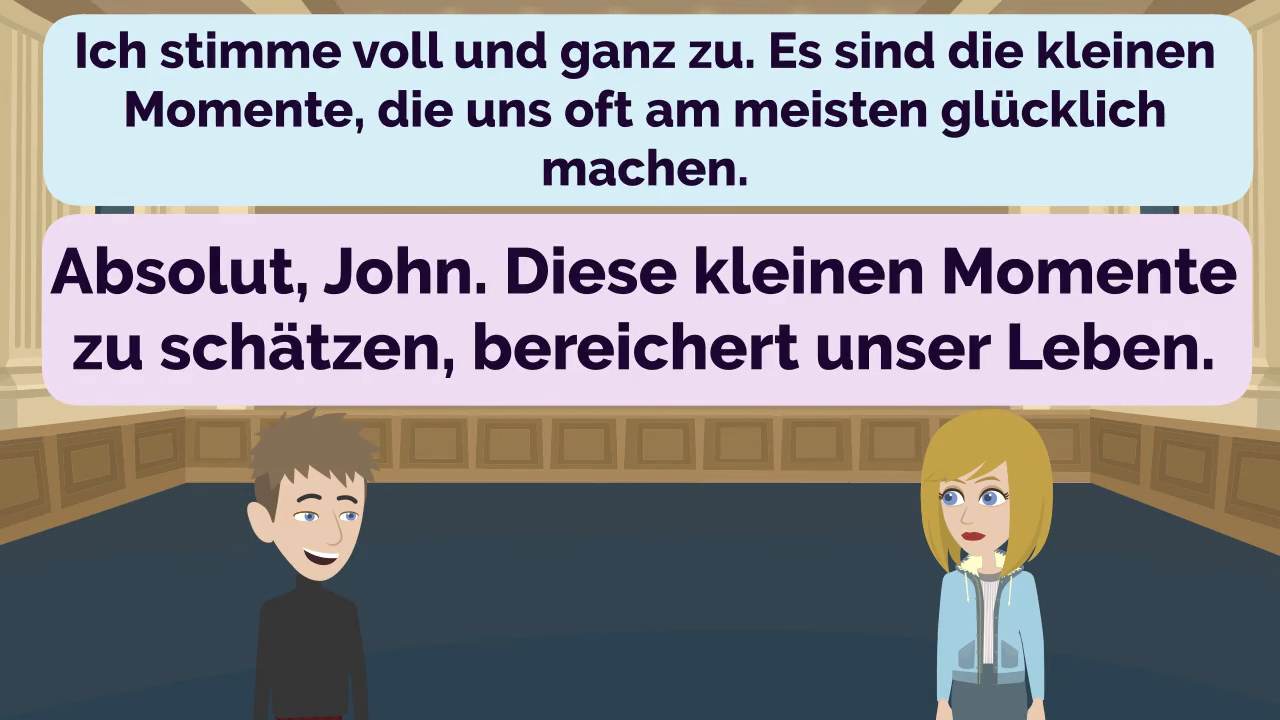 Ich stimme voll und ganz zu. Es sind die kleinen
Momente, die uns oft am meisten glücklich
machen.
Absolut, John. Diese kleinen Momente
zu schätzen, bereichert unser Leben.